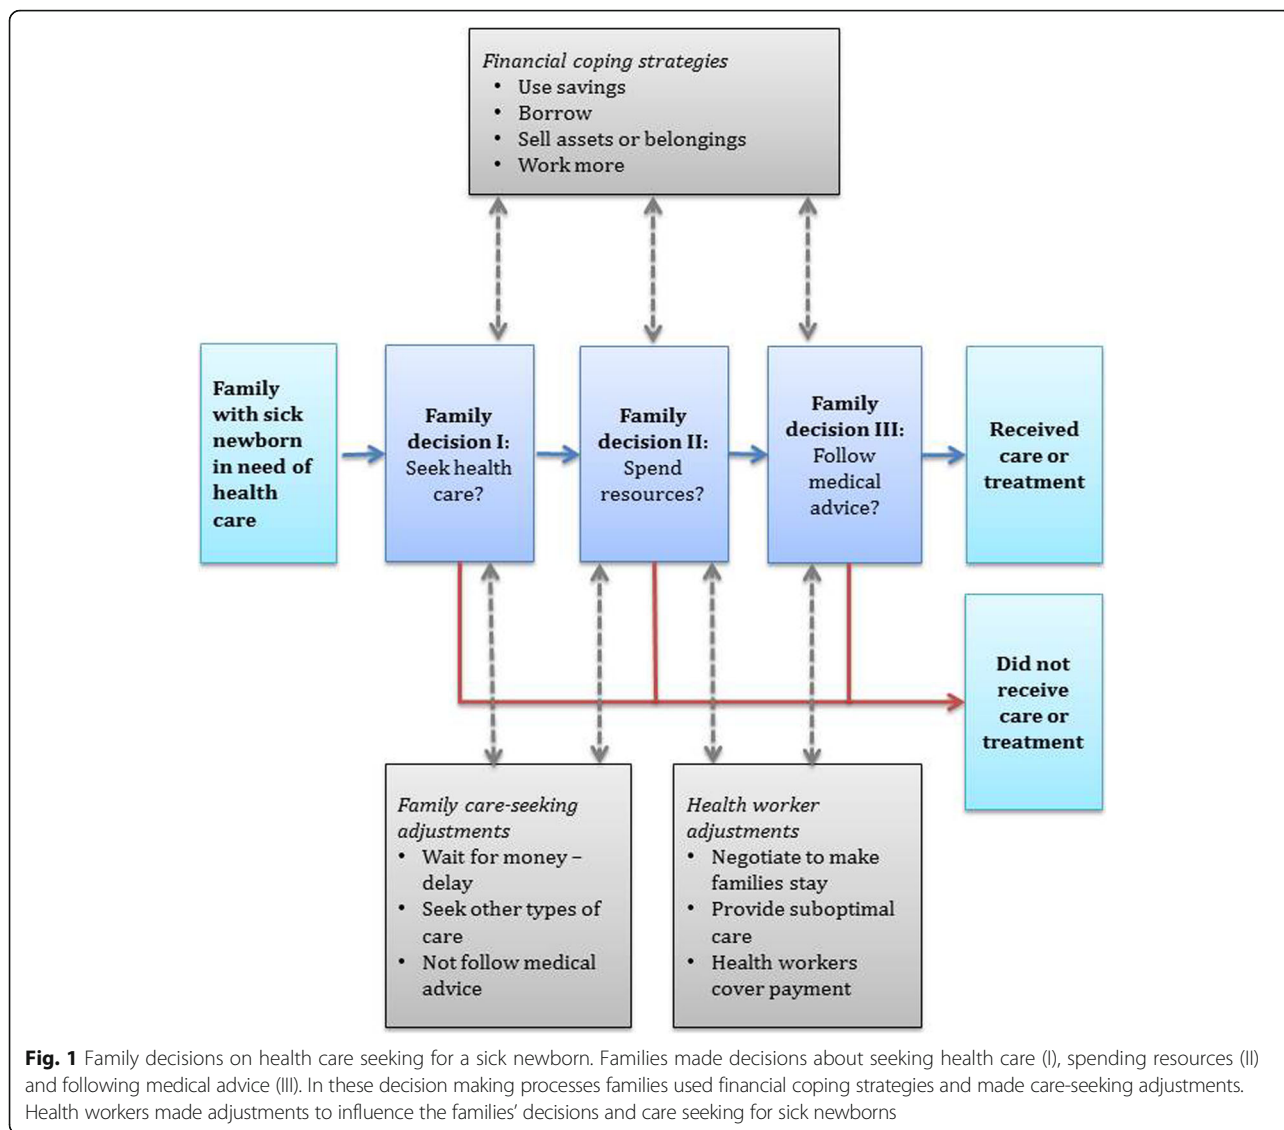 Financial coping strategies
• Use savings
• Borrow
• Sell assets or belongings
• Work more
Family
with sick
newborn
in need of
health
care
Family
decision I:
Seek health
care?
Family
decision II:
Spend
resources?
Family
decision III:
Follow
medical
advice?
Received
care or
treatment
Did not
receive
care or
treatment
Family care-seeking
adjustments
• Wait for money –
delay
• Seek other types of
care
• Not follow medical
advice
Health worker
adjustments
• Negotiate to make
families stay
• Provide suboptimal
care
• Health workers
cover payment
Fig. 1 Family decisions on health care seeking for a sick newborn. Families made decisions about seeking health care (I), spending resources (II)
and following medical advice (III). In these decision making processes families used financial coping strategies and made care-seeking adjustments.
Health workers made adjustments to influence the families’ decisions and care seeking for sick newborns